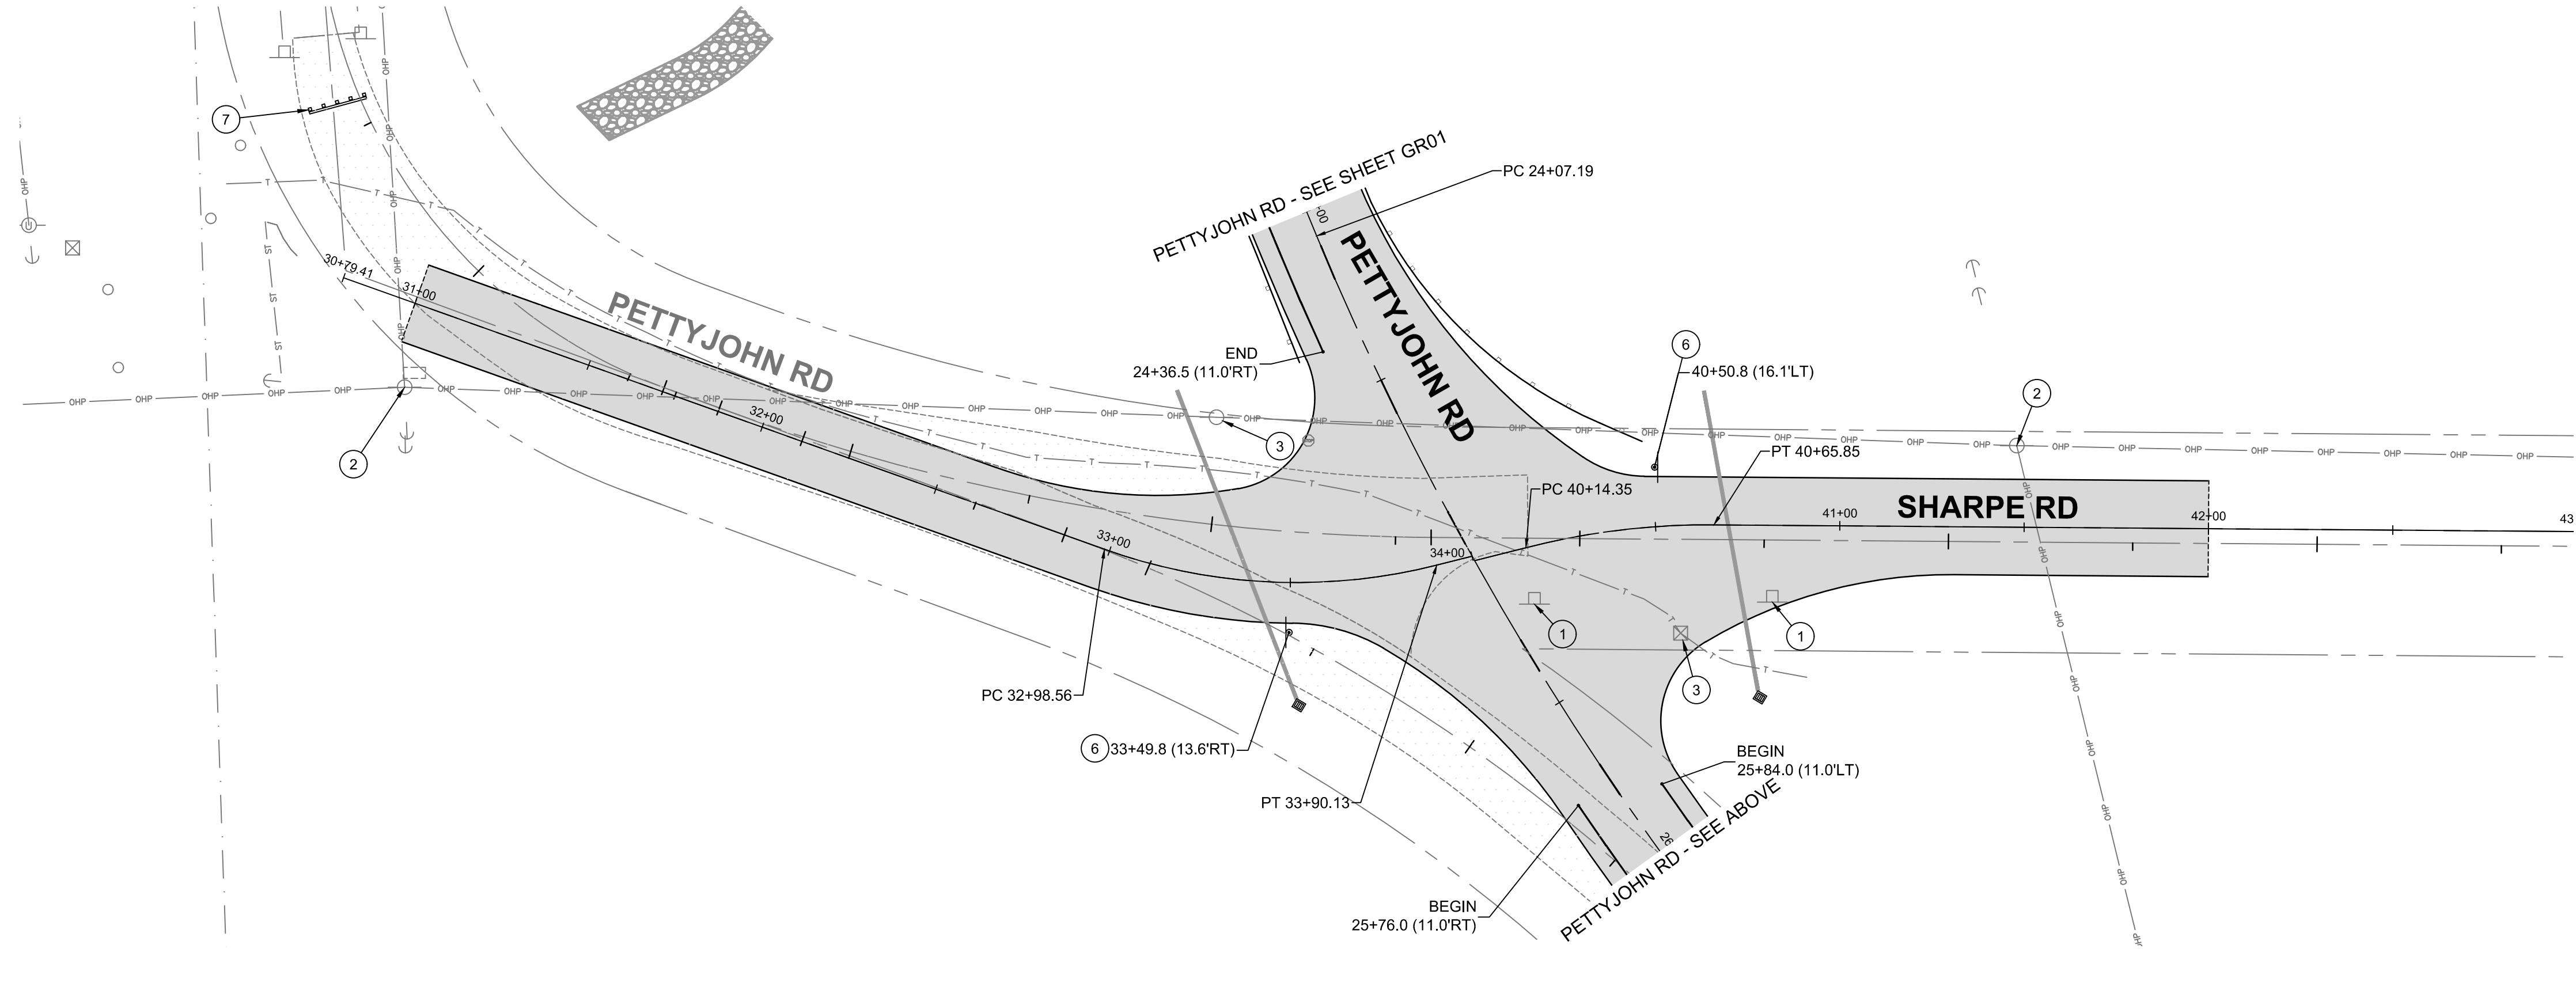 PETTYJOHN RD - SEE SHEET GR01
PC 24+07.19
+00
7
OHP
T
ST
30+79.41
31+00
PETTYJOHN RD
PETTYJOHN RD
END
24+36.5 (11.0'RT)
6
40+50.8 (16.1'LT)
2
32+00
3
2
PT 40+65.85
PC 40+14.35
SHARPE RD
41+00
42+00
43
33+00
34+00
1
1
3
PC 32+98.56
6 33+49.8 (13.6'RT)
PT 33+90.13
BEGIN
25+84.0 (11.0'LT)
26
PETTYJOHN RD - SEE ABOVE
BEGIN
25+76.0 (11.0'RT)